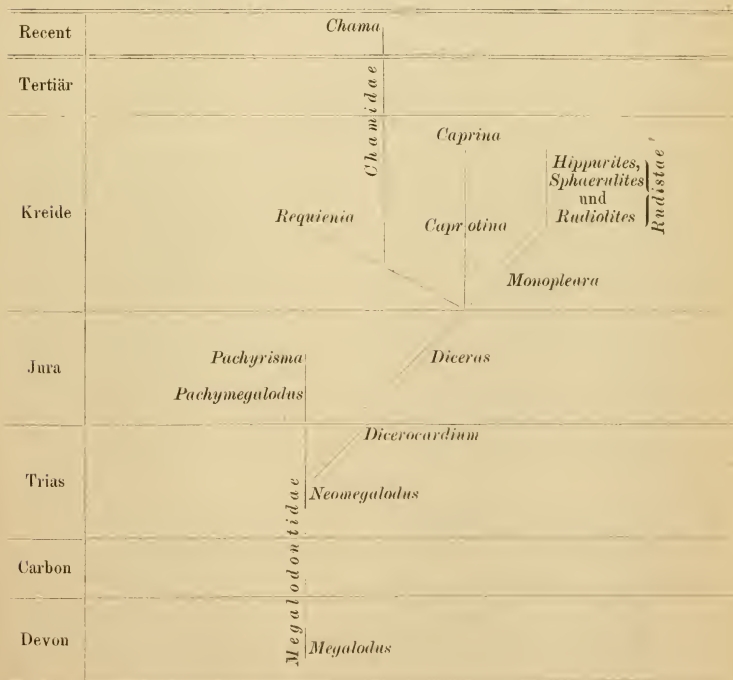 Recent
Chama
Tertiär
Chamidae
Kreide
Caprina
Hippurites,
Sphaerulites
und
Radiolites
Rudistae
Requienia
Caprotina
Monopleura
Jura
Pachyrisma
Diceras
Pachymegalodus
Trias
Dicerocardium
Neomegalodus
Megalodontidae
Carbon
Devon
Megalodus